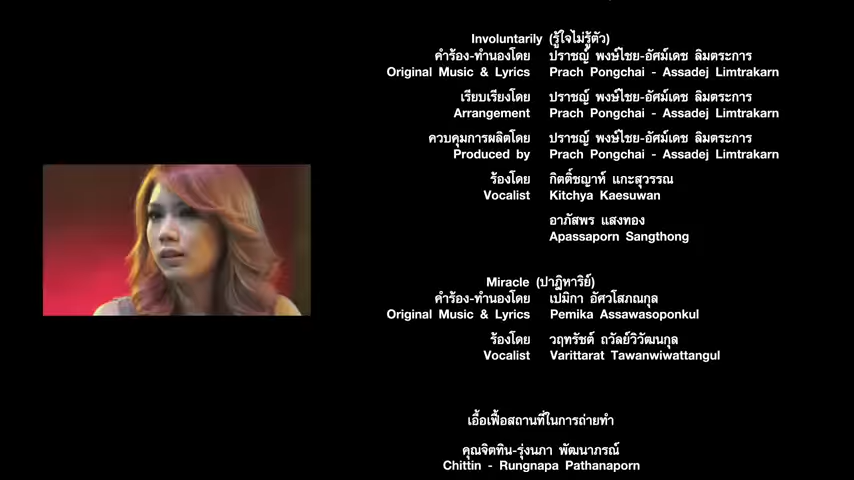 Involuntarily (รู้ใจไม่รู้ตัว)
คำร้อง-ทำนองโดย ปราชญ์ พงษ์ไชย-อัศม์เดช ลิมตระการ
Original Music & Lyrics Prach Pongchai - Assadej Limtrakarn
เรียบเรียงโดย ปราชญ์ พงษ์ไชย-อัศม์เดช ลิมตระการ
Arrangement Prach Pongchai - Assadej Limtrakarn
ควบคุมการผลิตโดย ปราชญ์ พงษ์ไชย-อัศม์เดช ลิมตระการ
Produced by Prach Pongchai - Assadej Limtrakarn
ร้องโดย กิตติ์ชญาห์ แกะสุวรรณ
Vocalist Kitchya Kaesuwan
อาภัสพร แสงทอง
Apassaporn Sangthong
Miracle (ปาฏิหาริย์)
คำร้อง-ทำนองโดย เปมิกา อัศวโสภณกุล
Original Music & Lyrics Pemika Assawasoponkul
ร้องโดย วฤทรัชต์ ถวัลย์วิวัฒนกุล
Vocalist Varittarat Tawanwiwattangul
เอื้อเฟื้อสถานที่ในการถ่ายทำ
คุณจิตทิน-รุ่งนภา พัฒนาภรณ์
Chittin - Rungnapa Pathanaporn